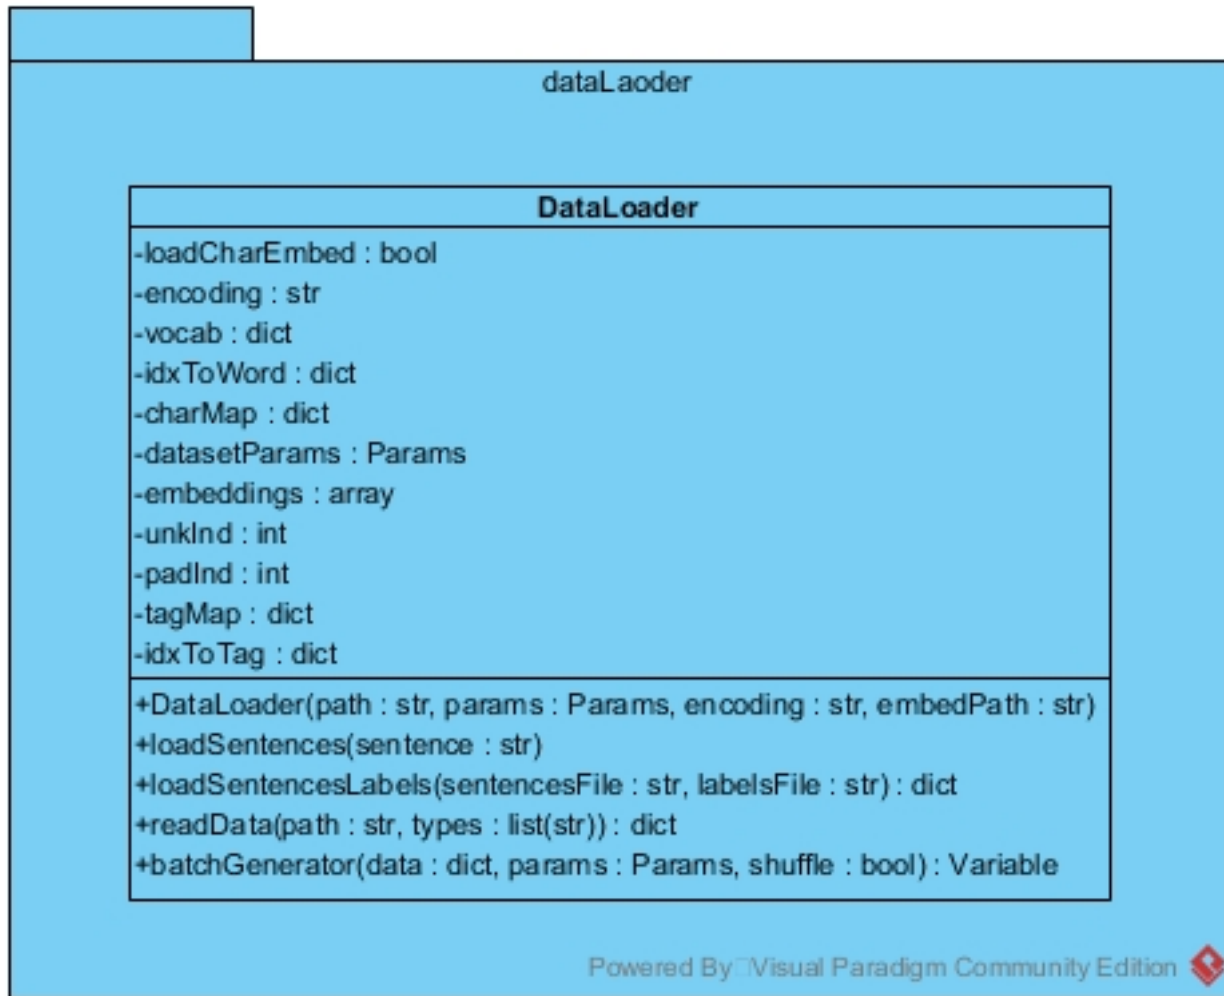 dataLaoder
DataLoader
-loadCharEmbed : bool
-encoding : str
-vocab : dict
-idxToWord : dict
-charMap : dict
-datasetParams : Params
-embeddings : array
-unkInd : int
-padInd : int
-tagMap : dict
-idxToTag : dict
+DataLoader(path : str, params : Params, encoding : str, embedPath : str)
+loadSentences(sentence : str)
+loadSentencesLabels(sentencesFile : str, labelsFile : str) : dict
+readData(path : str, types : list(str)) : dict
+batchGenerator(data : dict, params : Params, shuffle : bool) : Variable
Powered By Visual Paradigm Community Edition